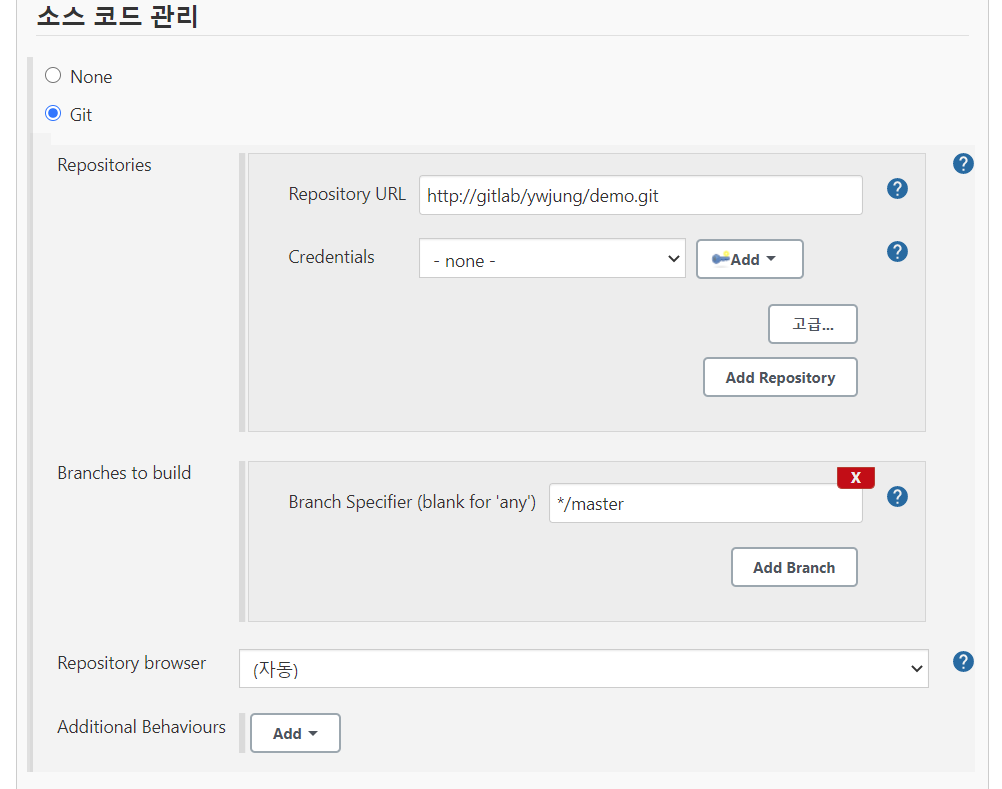 소스 코드 관리
None
Git
Repositories
Repository URL http://gitlab/ywjung/demo.git
Credentials - none - Add
고급...
Add Repository
Branches to build
X
Branch Specifier (blank for 'any') */master
Add Branch
Repository browser (자동)
Additional Behaviours Add